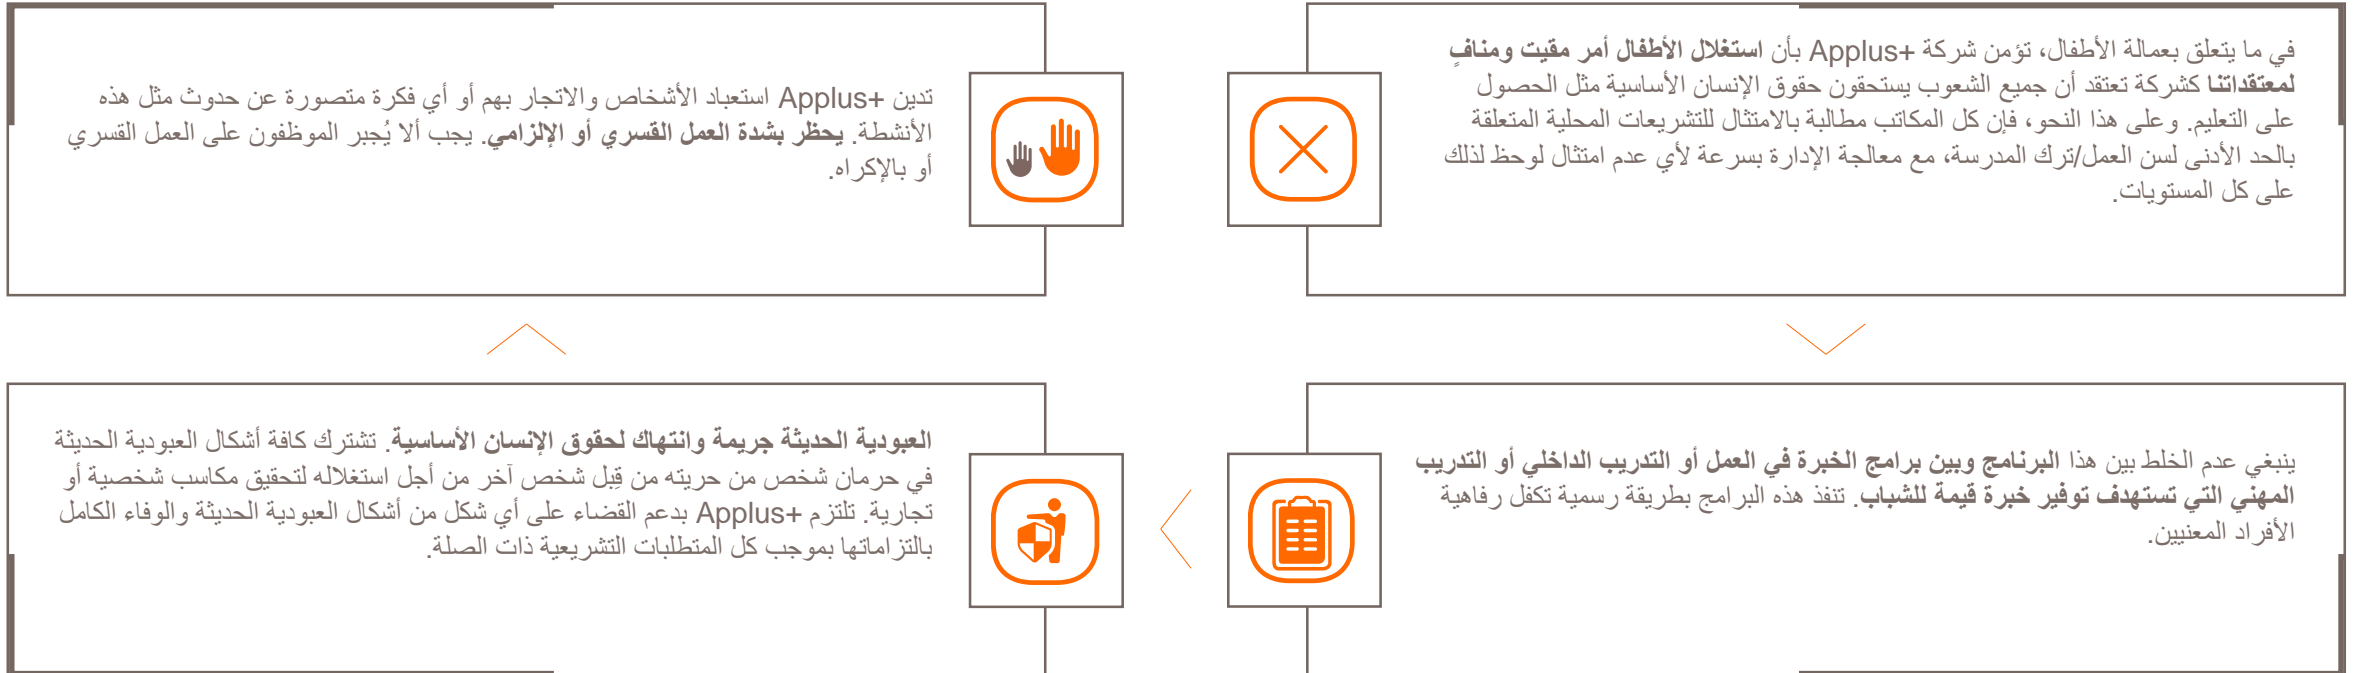 في ما يتعلق بعمالة الأطفال، تؤمن شركة Applus+ بأن استغلال الأطفال أمر مقيت ومنافٍ
لمعتقداتنا كشركة تعتقد أن جميع الشعوب يستحقون حقوق الإنسان الأساسية مثل الحصول
على التعليم. وعلى هذا النحو، فإن كل المكاتب مطالبة بالامتثال للتشريعات المحلية المتعلقة
بالحد الأدنى لسن العمل/ترك المدرسة، مع معالجة الإدارة بسرعة لأي عدم امتثال لوحظ لذلك
على كل المستويات.
ينبغي عدم الخلط بين هذا البرنامج وبين برامج الخبرة في العمل أو التدريب الداخلي أو التدريب
المهني التي تستهدف توفير خبرة قيمة للشباب. تنفذ هذه البرامج بطريقة رسمية تكفل رفاهية
الأفراد المعنيين.
العبودية الحديثة جريمة وانتهاك لحقوق الإنسان الأساسية. تشترك كافة أشكال العبودية الحديثة
في حرمان شخص من حريته من قِبل شخص آخر من أجل استغلاله لتحقيق مكاسب شخصية أو
تجارية. تلتزم Applus+ بدعم القضاء على أي شكل من أشكال العبودية الحديثة والوفاء الكامل
بالتزاماتها بموجب كل المتطلبات التشريعية ذات الصلة.
تدين Applus+ استعباد الأشخاص والاتجار بهم أو أي فكرة متصورة عن حدوث مثل هذه
الأنشطة. يحظر بشدة العمل القسري أو الإلزامي. يجب ألا يُجبر الموظفون على العمل القسري
أو بالإكراه.